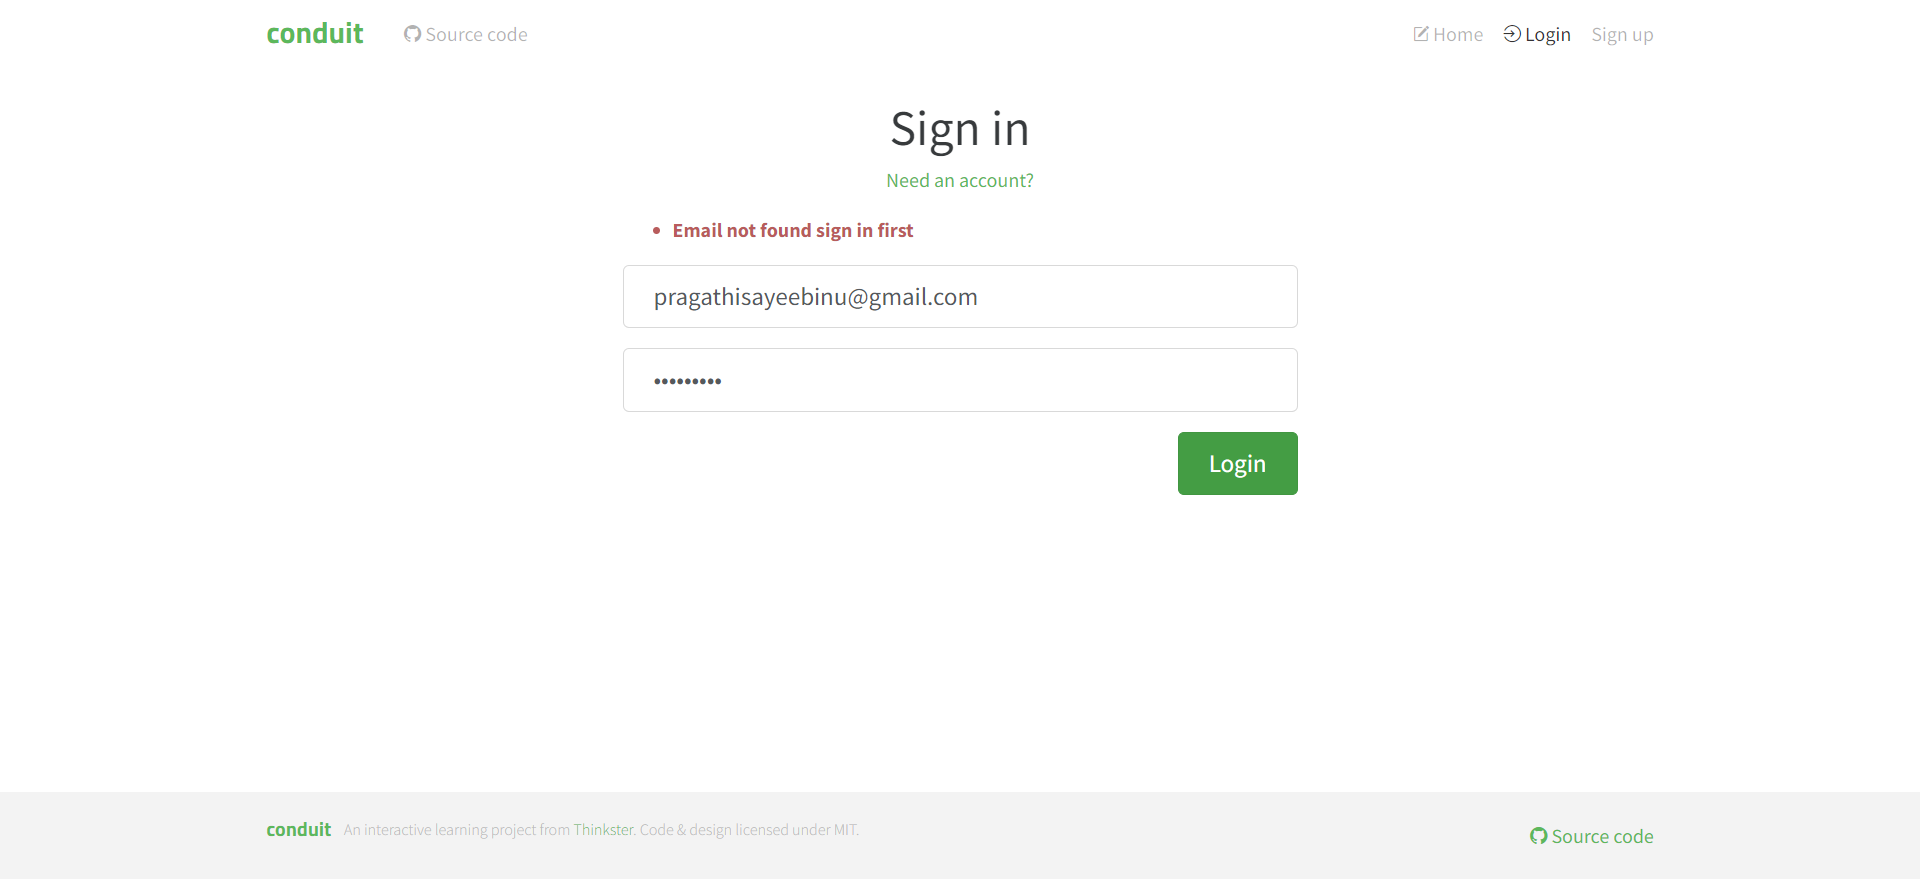 conduit Source code Home Login Sign up
Sign in
Need an account?
Email not found sign in first
pragathisayeebinu@gmail.com
•••••••••
Login
conduit An interactive learning project from Thinkster. Code & design licensed under MIT.
Source code